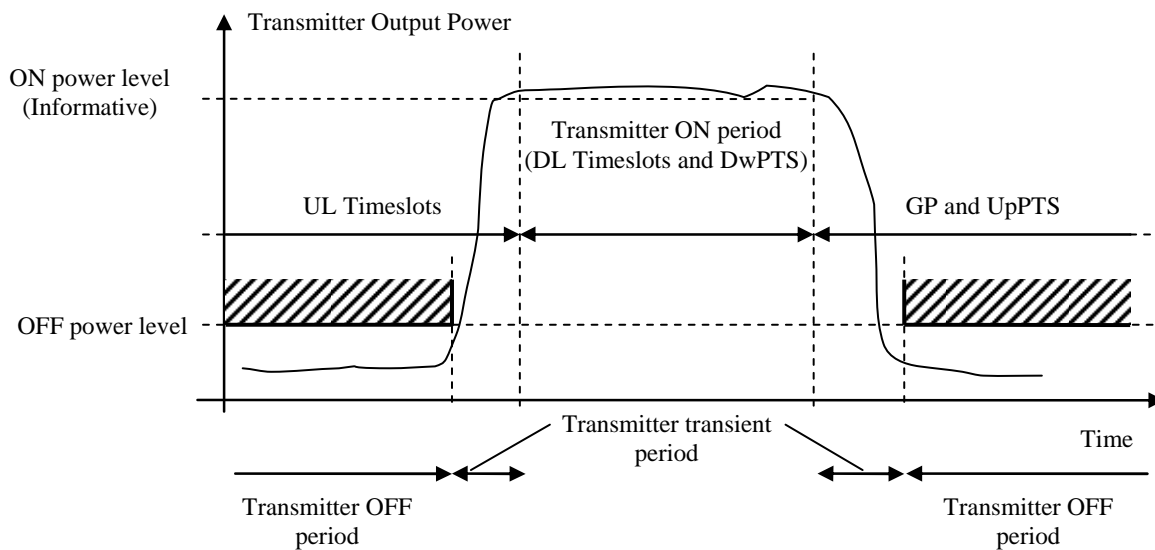 Transmitter Output Power
ON power level
(Informative)
Transmitter ON period
(DL Timeslots and DwPTS)
UL Timeslots
GP and UpPTS
OFF power level
Transmitter transient
period
Time
Transmitter OFF
period
Transmitter OFF
period